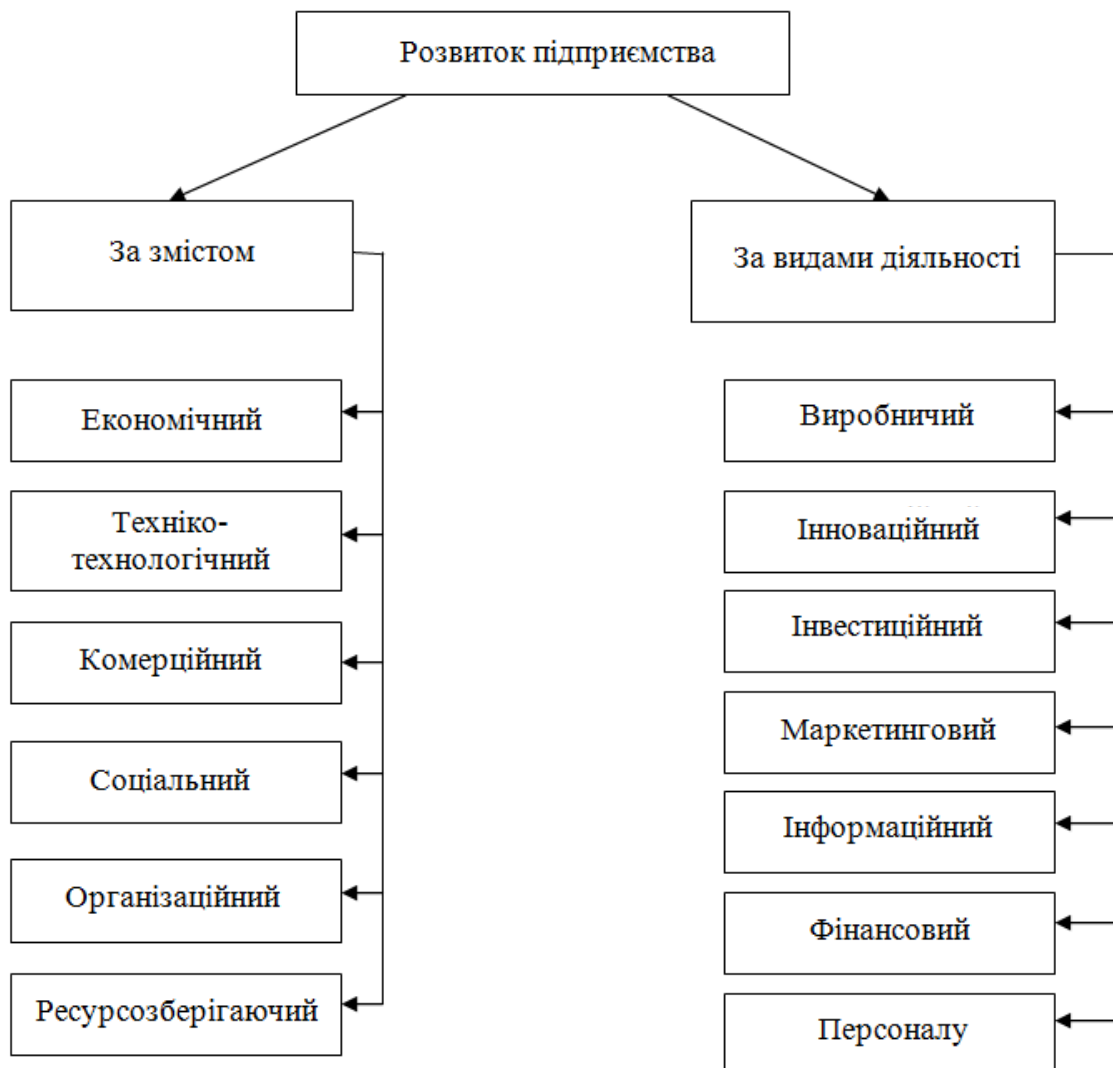 Розвиток підприємства
За змістом
Економічний
Техніко-
технологічний
Комерційний
Соціальний
Організаційний
Ресурсозберігаючий
За видами діяльності
Виробничий
Інноваційний
Інвестиційний
Маркетинговий
Інформаційний
Фінансовий
Персоналу